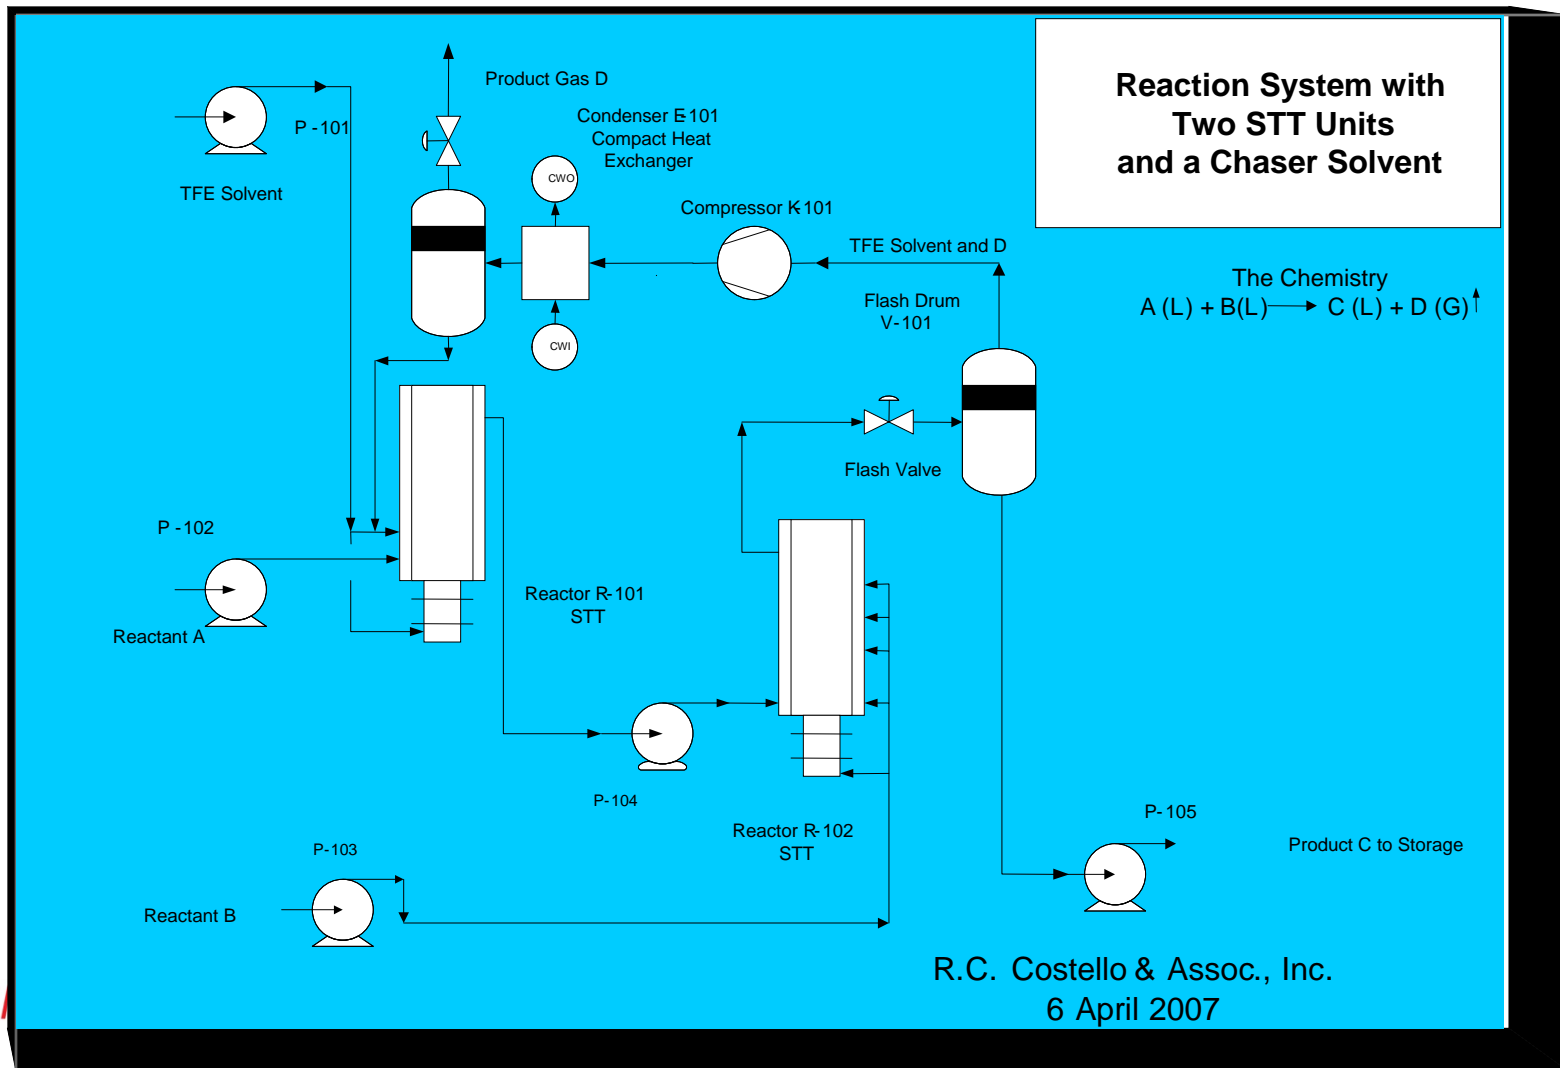 Reaction System with
Two STT Units
and a Chaser Solvent
Product Gas D
P -101
Condenser E-101
Compact Heat
Exchanger
CWO
TFE Solvent
Compressor K-101
TFE Solvent and D
Flash Drum
V-101
The Chemistry
A (L) + B(L) → C (L) + D (G) ↑
CWI
Flash Valve
P -102
Reactor R-101
STT
Reactant A
P-104
P-105
Reactor R-102
STT
Product C to Storage
P-103
Reactant B
R.C. Costello & Assoc., Inc.
6 April 2007